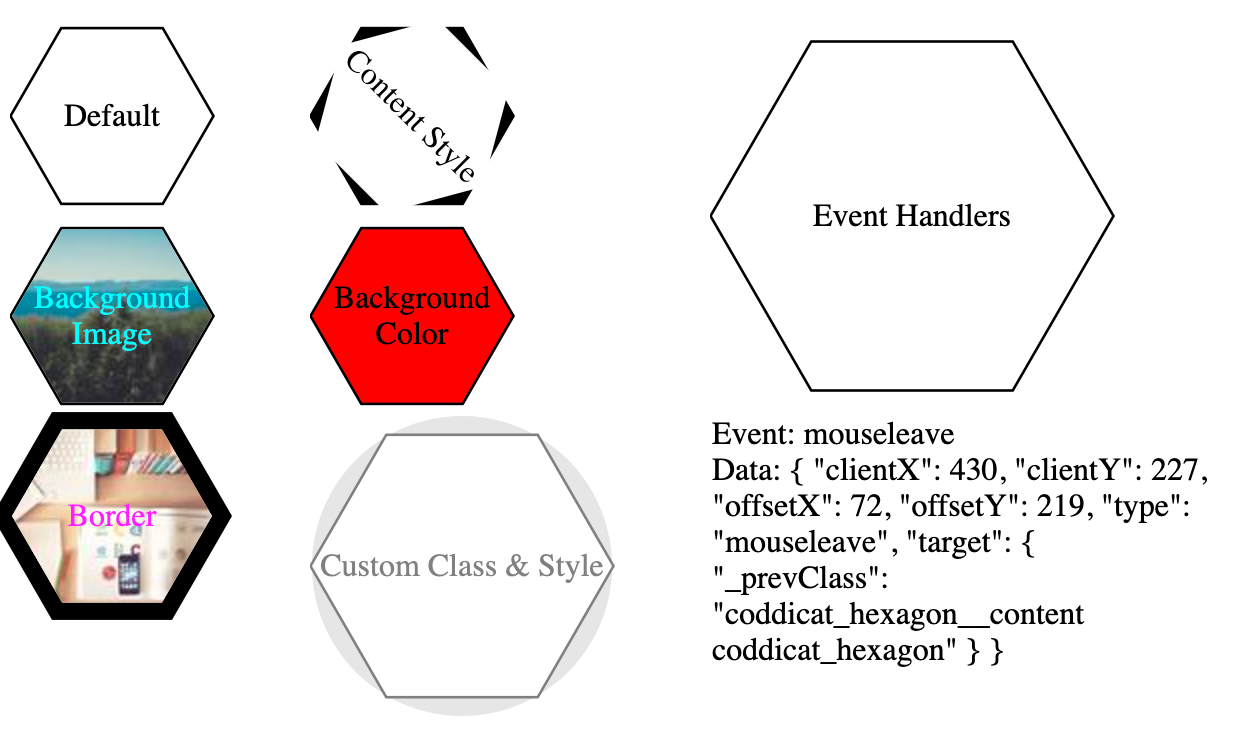 Default
Content Style
Event Handlers
Background
Image
Background
Color
Border
Custom Class & Style
Event: mouseleave
Data: { "clientX": 430, "clientY": 227,
"offsetX": 72, "offsetY": 219, "type":
"mouseleave", "target": {
"_prevClass":
"coddicat_hexagon__content
coddicat_hexagon" } }